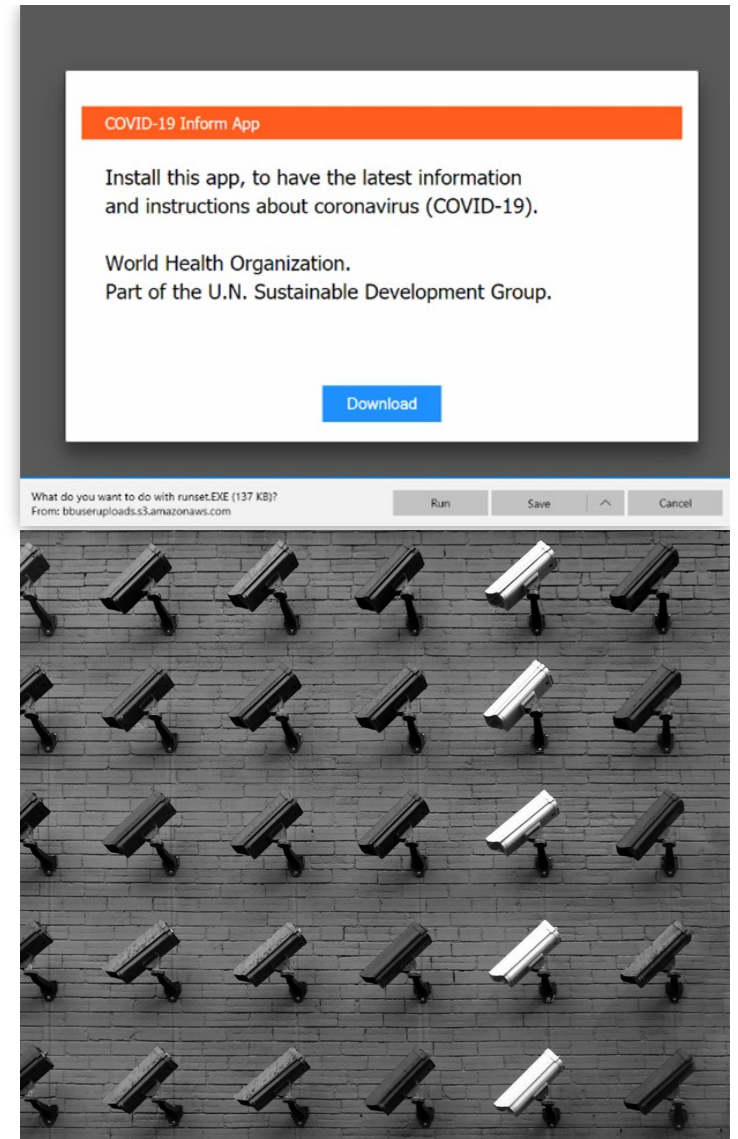 COVID-19 Inform App
Install this app, to have the latest information
and instructions about coronavirus (COVID-19).
World Health Organization.
Part of the U.N. Sustainable Development Group.
Download
What do you want to do with runset.EXE (137 KB)?
From: bbuseruploads.s3.amazonaws.com
Run
Save
Cancel